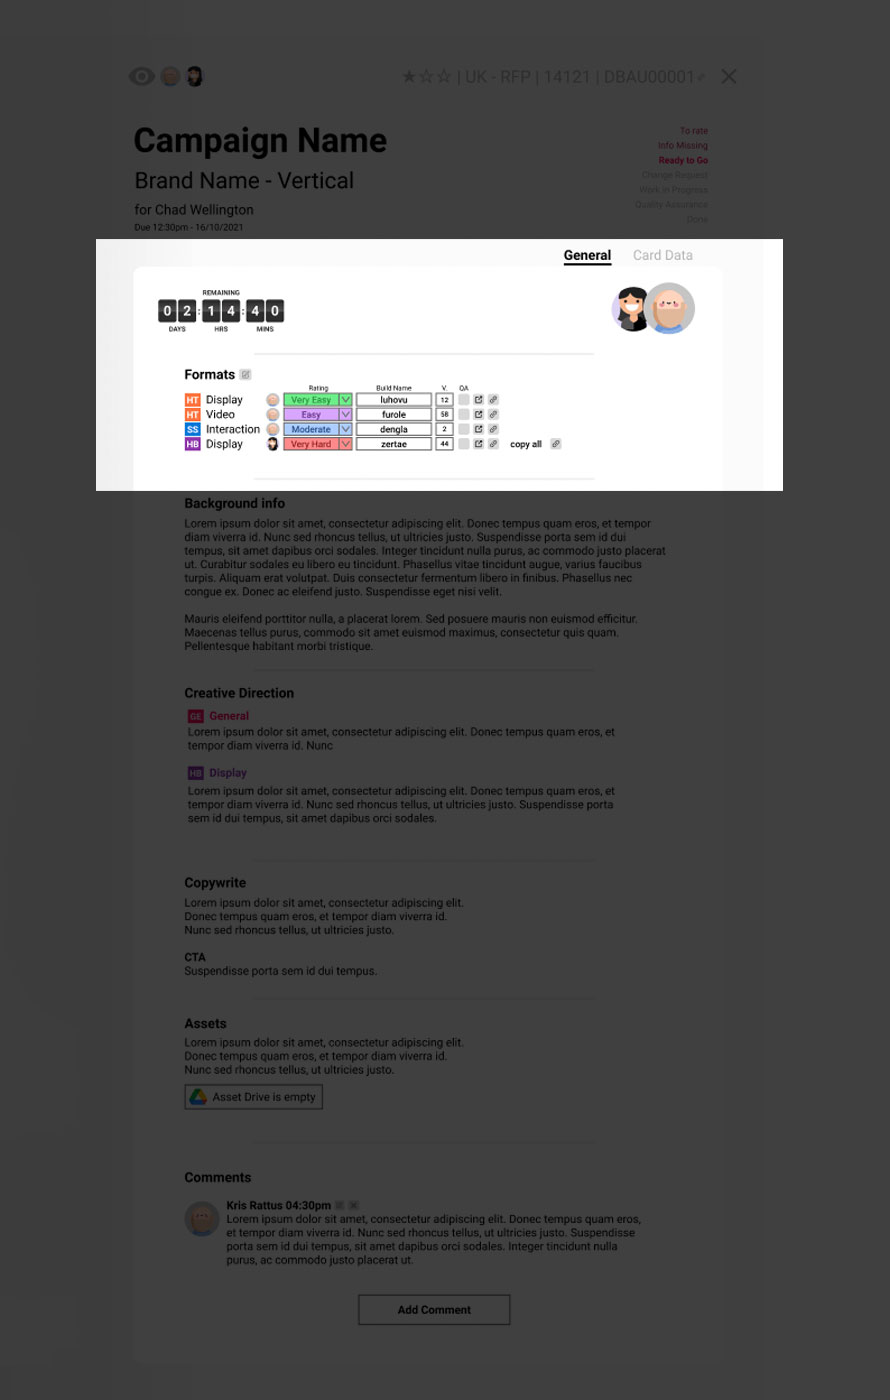 ★☆☆ | UK - RFP | 14121 | DBAU00001
Campaign Name
Brand Name - Vertical
for Chad Wellington
Due 12:30pm - 16/10/2021
To rate
Info Missing
Ready to Go
Change Request
Work in Progress
Quality Assurance
Done
General Card Data
REMAINING
02:14:40
DAYS HRS MINS
Formats
Rating Build Name V. QA
HT Display Very Easy luhovu 12
HT Video Easy furole 58
SS Interaction Moderate dengla 2
HB Display Very Hard zertae 44 copy all
Background info
Lorem ipsum dolor sit amet, consectetur adipiscing elit. Donec tempus quam eros, et tempor
diam viverra id. Nunc sed rhoncus tellus, ut ultricies justo. Suspendisse porta sem id dui
tempus, sit amet dapibus orci sodales. Integer tincidunt nulla purus, ac commodo justo placerat
ut. Curabitur sodales eu libero eu tincidunt. Phasellus vitae tincidunt augue, varius faucibus
turpis. Aliquam erat volutpat. Duis consectetur fermentum libero in finibus. Phasellus nec
congue ex. Donec ac eleifend justo. Suspendisse eget nisi velit.
Mauris eleifend porttitor nulla, a placerat lorem. Sed posuere mauris non euismod efficitur.
Maecenas tellus purus, commodo sit amet euismod maximus, consectetur quis quam.
Pellentesque habitant morbi tristique.
Creative Direction
GE General
Lorem ipsum dolor sit amet, consectetur adipiscing elit. Donec tempus quam eros, et
tempor diam viverra id. Nunc
HB Display
Lorem ipsum dolor sit amet, consectetur adipiscing elit. Donec tempus quam eros, et
tempor diam viverra id. Nunc sed rhoncus tellus, ut ultricies justo. Suspendisse porta
sem id dui tempus, sit amet dapibus orci sodales.
Copywrite
Lorem ipsum dolor sit amet, consectetur adipiscing elit.
Donec tempus quam eros, et tempor diam viverra id.
Nunc sed rhoncus tellus, ut ultricies justo.
CTA
Suspendisse porta sem id dui tempus.
Assets
Lorem ipsum dolor sit amet, consectetur adipiscing elit.
Donec tempus quam eros, et tempor diam viverra id.
Nunc sed rhoncus tellus, ut ultricies justo.
Asset Drive is empty
Comments
Kris Rattus 04:30pm
Lorem ipsum dolor sit amet, consectetur adipiscing elit. Donec tempus quam eros,
et tempor diam viverra id. Nunc sed rhoncus tellus, ut ultricies justo. Suspendisse
porta sem id dui tempus, sit amet dapibus orci sodales. Integer tincidunt nulla
purus, ac commodo justo placerat ut.
Add Comment